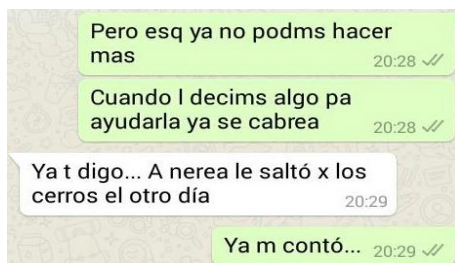 Pero esq ya no podms hacer
mas
20:28
Cuando l decims algo pa
ayudarla ya se cabrea
20:28
Ya t digo... A nerea le saltó x los
cerros el otro día
20:29
Ya m contó... 20:29